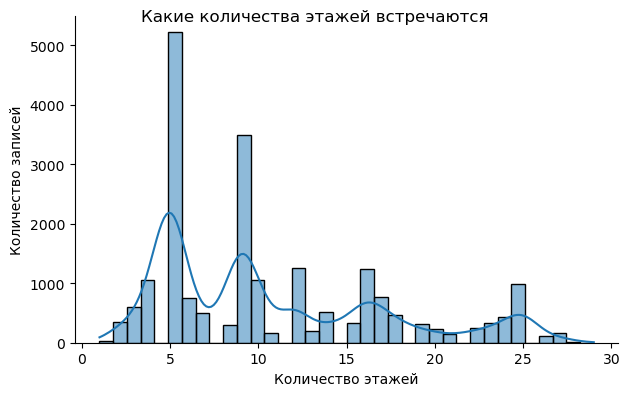 Какие количества этажей встречаются
5000
4000
3000
2000
1000
0
Количество записей
0 5 10 15 20 25 30
Количество этажей